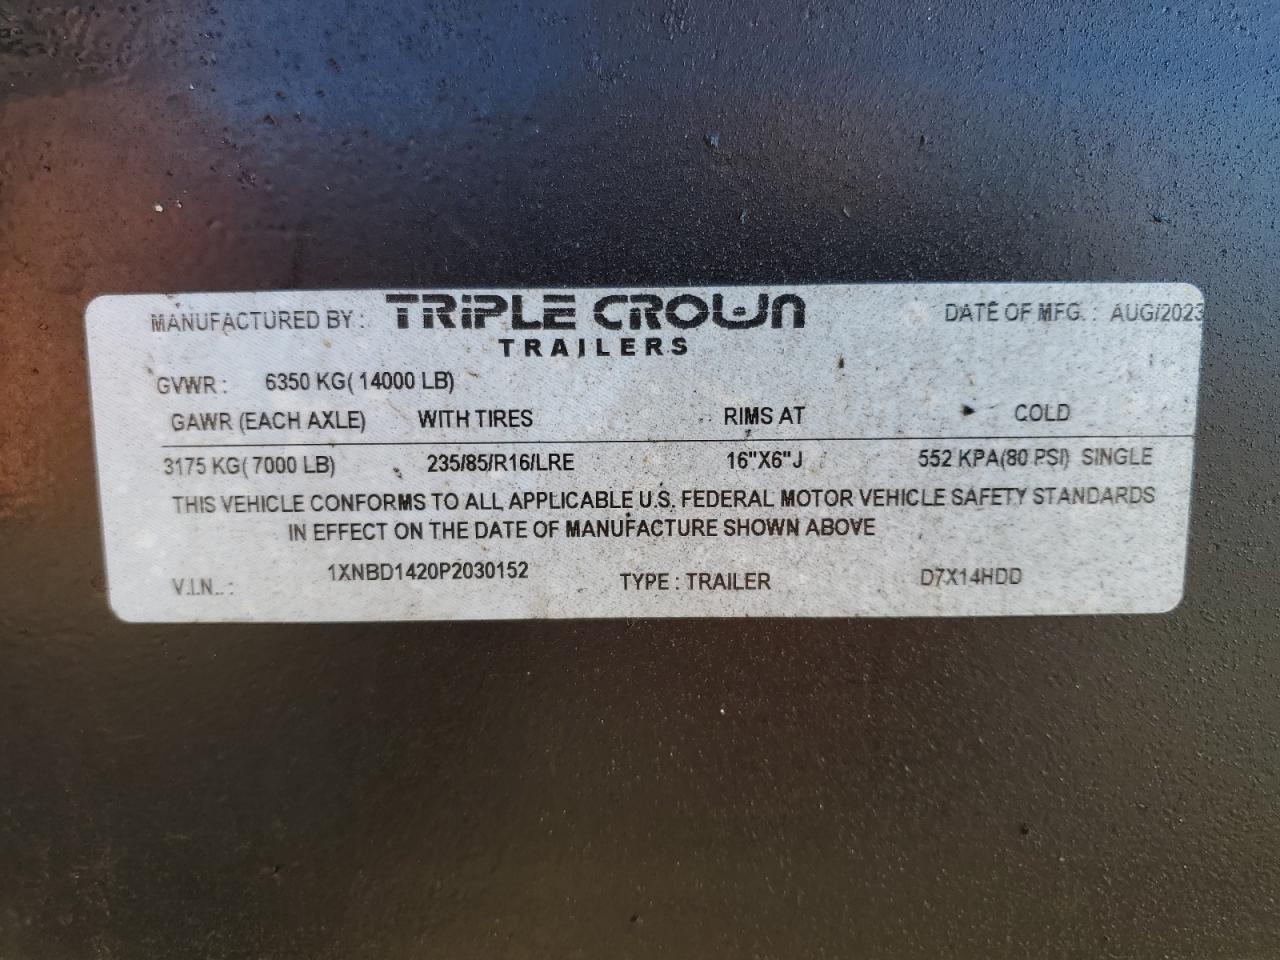 MANUFACTURED BY : TRIPLE CROWN DATE OF MFG. : AUG/2023
TRAILERS
GVWR : 6350 KG( 14000 LB)
GAWR (EACH AXLE) WITH TIRES RIMS AT COLD
3175 KG( 7000 LB) 235/85/R16/LRE 16"X6"J 552 KPA(80 PSI) SINGLE
THIS VEHICLE CONFORMS TO ALL APPLICABLE U.S. FEDERAL MOTOR VEHICLE SAFETY STANDARDS
IN EFFECT ON THE DATE OF MANUFACTURE SHOWN ABOVE
V.I.N.. : 1XNBD1420P2030152 TYPE : TRAILER D7X14HDD